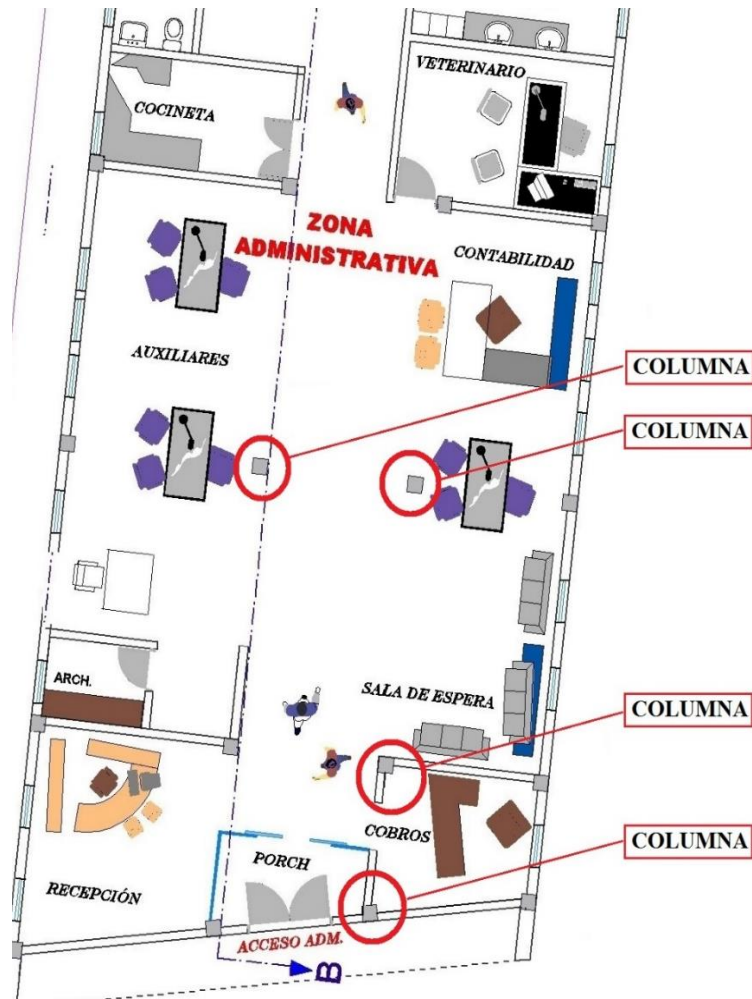 VETERINARIO
COCINETA
ZONA
ADMINISTRATIVA
CONTABILIDAD
AUXILIARES
COLUMNA
COLUMNA
ARCH.
SALA DE ESPERA
COLUMNA
COBROS
COLUMNA
PORCH
RECEPCIÓN
ACCESO ADM.
B